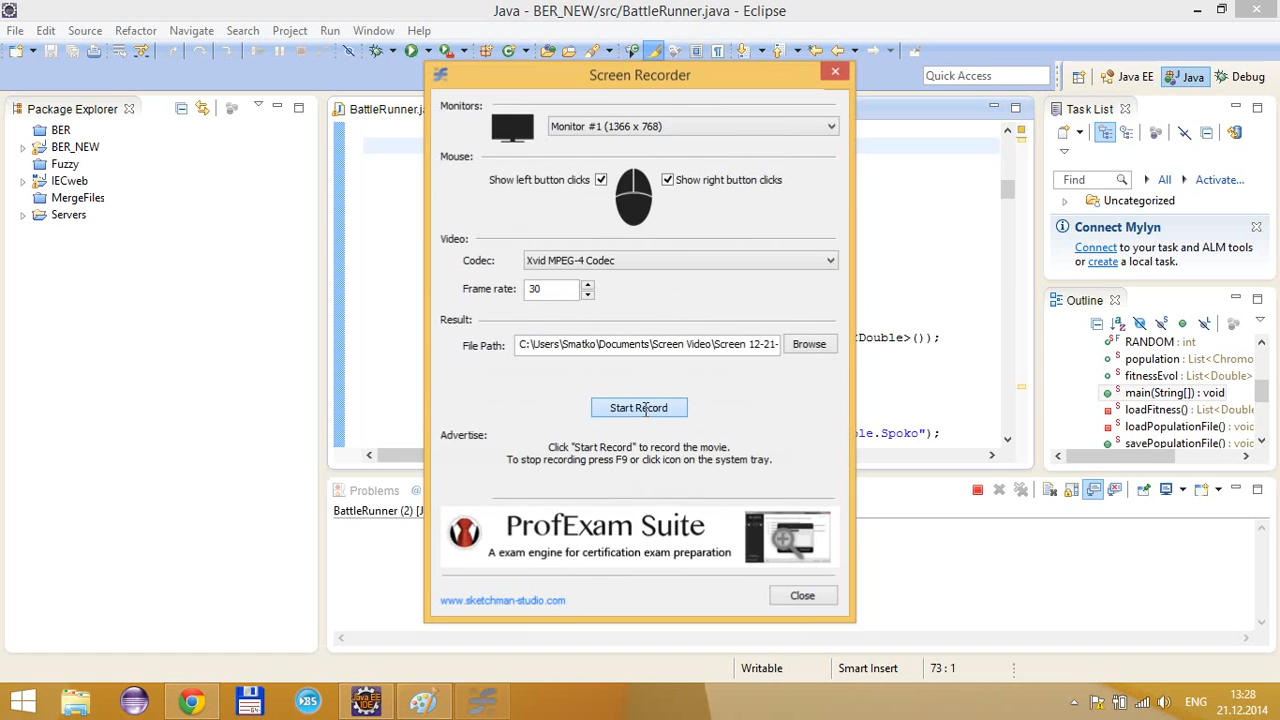 Java - BER_NEW/src/BattleRunner.java - Eclipse
File Edit Source Refactor Navigate Search Project Run Window Help
Quick Access
Java EE
Java
Debug
Package Explorer
BER
BER_NEW
Fuzzy
IECweb
MergeFiles
Servers
BattleRunner.j
Screen Recorder
Monitors:
Monitor #1 (1366 x 768)
Mouse:
Show left button clicks
Show right button clicks
Video:
Codec:
Xvid MPEG-4 Codec
Frame rate:
30
Result:
File Path:
C:\Users\Smatko\Documents\Screen Video\Screen 12-21-
Browse
Start Record
Advertise:
Click "Start Record" to record the movie.
To stop recording press F9 or click icon on the system tray.
ProfExam Suite
A exam engine for certification exam preparation
www.sketchman-studio.com
Close
Double>());
le.Spoko");
Task List
Find
All
Activate...
Uncategorized
Connect Mylyn
Connect to your task and ALM tools
or create a local task.
Outline
RANDOM : int
population : List<Chromo
fitnessEvol : List<Double>
main(String[]) : void
loadFitness() : List<Double
loadPopulationFile() : void
savePopulationFile() : void
Problems
@
BattleRunner (2) [J
Writable
Smart Insert
73 : 1
Java EE
IDE
BS
ENG
13:28
21.12.2014